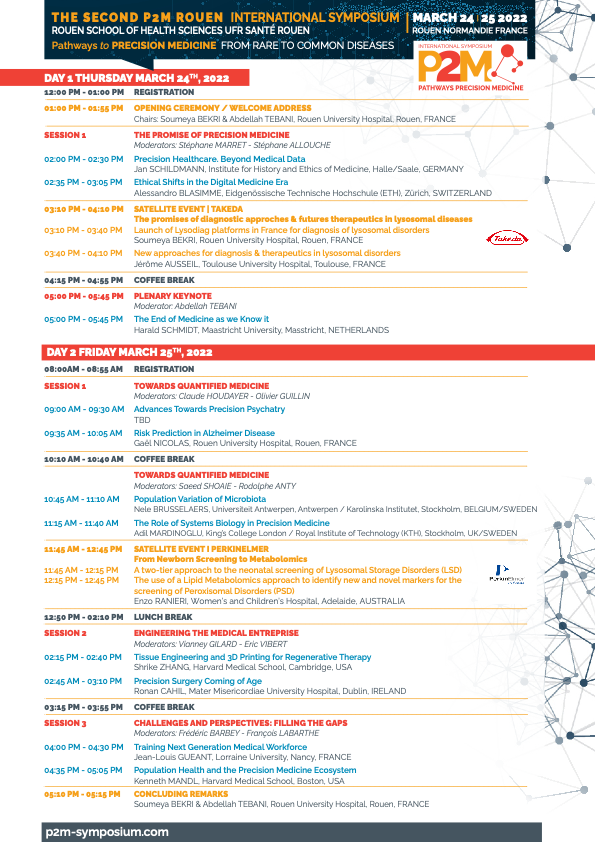 THE SECOND P2M ROUEN INTERNATIONAL SYMPOSIUM
ROUEN SCHOOL OF HEALTH SCIENCES UFR SANTÉ ROUEN
Pathways to PRECISION MEDICINE FROM RARE TO COMMON DISEASES
MARCH 24 | 25 2022
ROUEN NORMANDIE FRANCE
INTERNATIONAL SYMPOSIUM
P2M
PATHWAYS PRECISION MEDICINE
DAY 1 THURSDAY MARCH 24TH, 2022
12:00 PM - 01:00 PM REGISTRATION
01:00 PM - 01:55 PM OPENING CEREMONY / WELCOME ADDRESS
Chairs: Soumeya BEKRI & Abdellah TEBANI, Rouen University Hospital, Rouen, FRANCE
SESSION 1 THE PROMISE OF PRECISION MEDICINE
Moderators: Stéphane MARRET - Stéphane ALLOUCHE
02:00 PM - 02:30 PM Precision Healthcare. Beyond Medical Data
Jan SCHILDMANN, Institute for History and Ethics of Medicine, Halle/Saale, GERMANY
02:35 PM - 03:05 PM Ethical Shifts in the Digital Medicine Era
Alessandro BLASIMME, Eidgenössische Technische Hochschule (ETH), Zürich, SWITZERLAND
03:10 PM - 04:10 PM SATELLITE EVENT | TAKEDA
The promises of diagnostic approches & futures therapeutics in lysosomal diseases
03:10 PM - 03:40 PM Launch of Lysodiag platforms in France for diagnosis of lysosomal disorders
Soumeya BEKRI, Rouen University Hospital, Rouen, FRANCE
Takeda
03:40 PM - 04:10 PM New approaches for diagnosis & therapeutics in lysosomal disorders
Jérôme AUSSEIL, Toulouse University Hospital, Toulouse, FRANCE
04:15 PM - 04:55 PM COFFEE BREAK
05:00 PM - 05:45 PM PLENARY KEYNOTE
Moderator: Abdellah TEBANI
05:00 PM - 05:45 PM The End of Medicine as we Know it
Harald SCHMIDT, Maastricht University, Masstricht, NETHERLANDS
DAY 2 FRIDAY MARCH 25TH, 2022
08:00AM - 08:55 AM REGISTRATION
SESSION 1 TOWARDS QUANTIFIED MEDICINE
Moderators: Claude HOUDAYER - Olivier GUILLIN
09:00 AM - 09:30 AM Advances Towards Precision Psychatry
TBD
09:35 AM - 10:05 AM Risk Prediction in Alzheimer Disease
Gaël NICOLAS, Rouen University Hospital, Rouen, FRANCE
10:10 AM - 10:40 AM COFFEE BREAK
TOWARDS QUANTIFIED MEDICINE
Moderators: Saeed SHOAIE - Rodolphe ANTY
10:45 AM - 11:10 AM Population Variation of Microbiota
Nele BRUSSELAERS, Universiteit Antwerpen, Antwerpen / Karolinska Institutet, Stockholm, BELGIUM/SWEDEN
11:15 AM - 11:40 AM The Role of Systems Biology in Precision Medicine
Adil MARDINOGLU, King's College London / Royal Institute of Technology (KTH), Stockholm, UK/SWEDEN
11:45 AM - 12:45 PM SATELLITE EVENT I PERKINELMER
From Newborn Screening to Metabolomics
11:45 AM - 12:15 PM A two-tier approach to the neonatal screening of Lysosomal Storage Disorders (LSD)
12:15 PM - 12:45 PM The use of a Lipid Metabolomics approach to identify new and novel markers for the
screening of Peroxisomal Disorders (PSD)
Enzo RANIERI, Women's and Children's Hospital, Adelaide, AUSTRALIA
PerkinElmer
12:50 PM - 02:10 PM LUNCH BREAK
SESSION 2 ENGINEERING THE MEDICAL ENTREPRISE
Moderators: Vianney GILARD - Eric VIBERT
02:15 PM - 02:40 PM Tissue Engineering and 3D Printing for Regenerative Therapy
Shrike ZHANG, Harvard Medical School, Cambridge, USA
02:45 AM - 03:10 PM Precision Surgery Coming of Age
Ronan CAHIL, Mater Misericordiae University Hospital, Dublin, IRELAND
03:15 PM - 03:55 PM COFFEE BREAK
SESSION 3 CHALLENGES AND PERSPECTIVES: FILLING THE GAPS
Moderators: Frédéric BARBEY - François LABARTHE
04:00 PM - 04:30 PM Training Next Generation Medical Workforce
Jean-Louis GUEANT, Lorraine University, Nancy, FRANCE
04:35 PM - 05:05 PM Population Health and the Precision Medicine Ecosystem
Kenneth MANDL, Harvard Medical School, Boston, USA
05:10 PM - 05:15 PM CONCLUDING REMARKS
Soumeya BEKRI & Abdellah TEBANI, Rouen University Hospital, Rouen, FRANCE
p2m-symposium.com